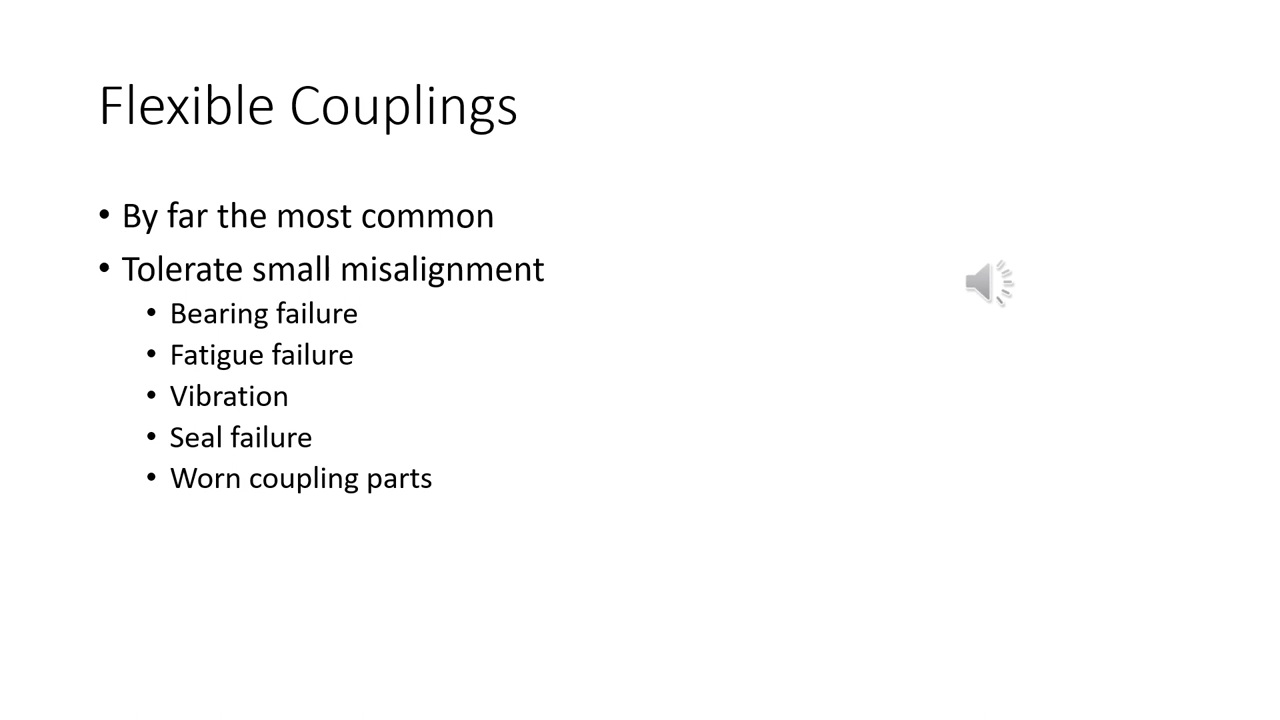 Flexible Couplings
• By far the most common
• Tolerate small misalignment
• Bearing failure
• Fatigue failure
• Vibration
• Seal failure
• Worn coupling parts